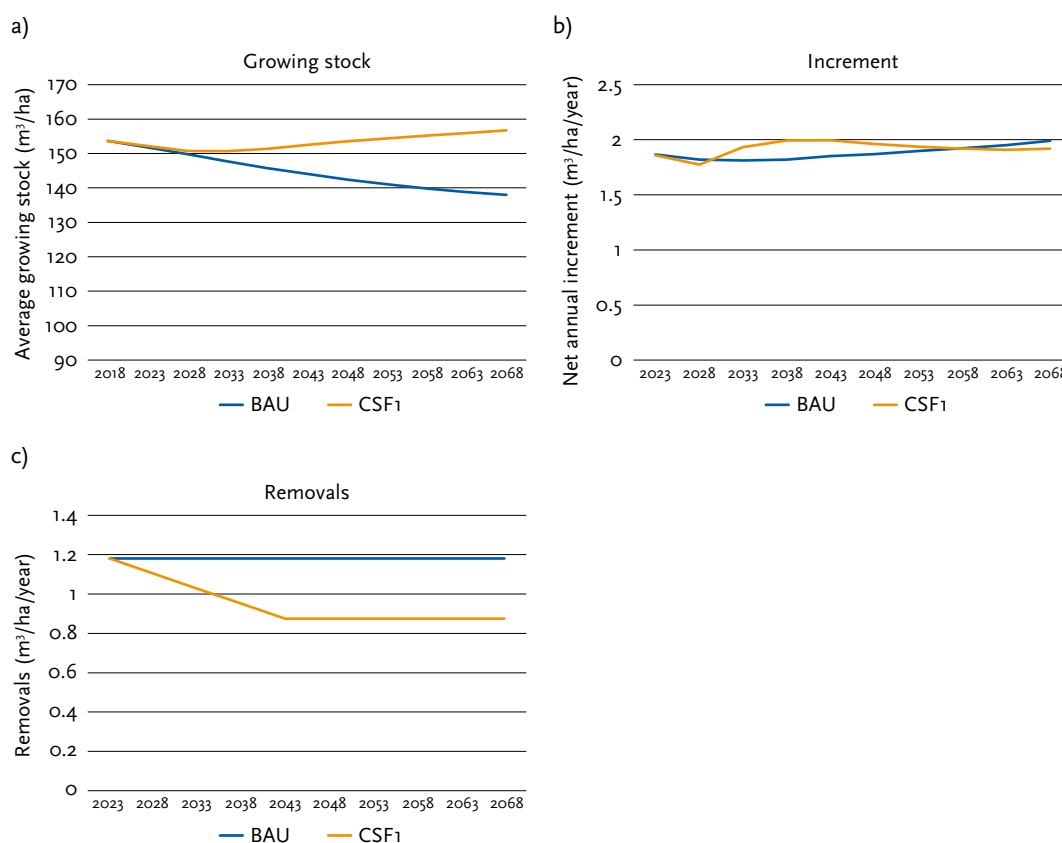 a)
Growing stock
Average growing stock (m³/ha)
170
160
150
140
130
120
110
100
90
2018 2023 2028 2033 2038 2043 2048 2053 2058 2063 2068
BAU CSF1
b)
Increment
Net annual increment (m³/ha/year)
2.5
2
1.5
1
0.5
0
2023 2028 2033 2038 2043 2048 2053 2058 2063 2068
BAU CSF1
c)
Removals
Removals (m³/ha/year)
1.4
1.2
1
0.8
0.6
0.4
0.2
0
2023 2028 2033 2038 2043 2048 2053 2058 2063 2068
BAU CSF1